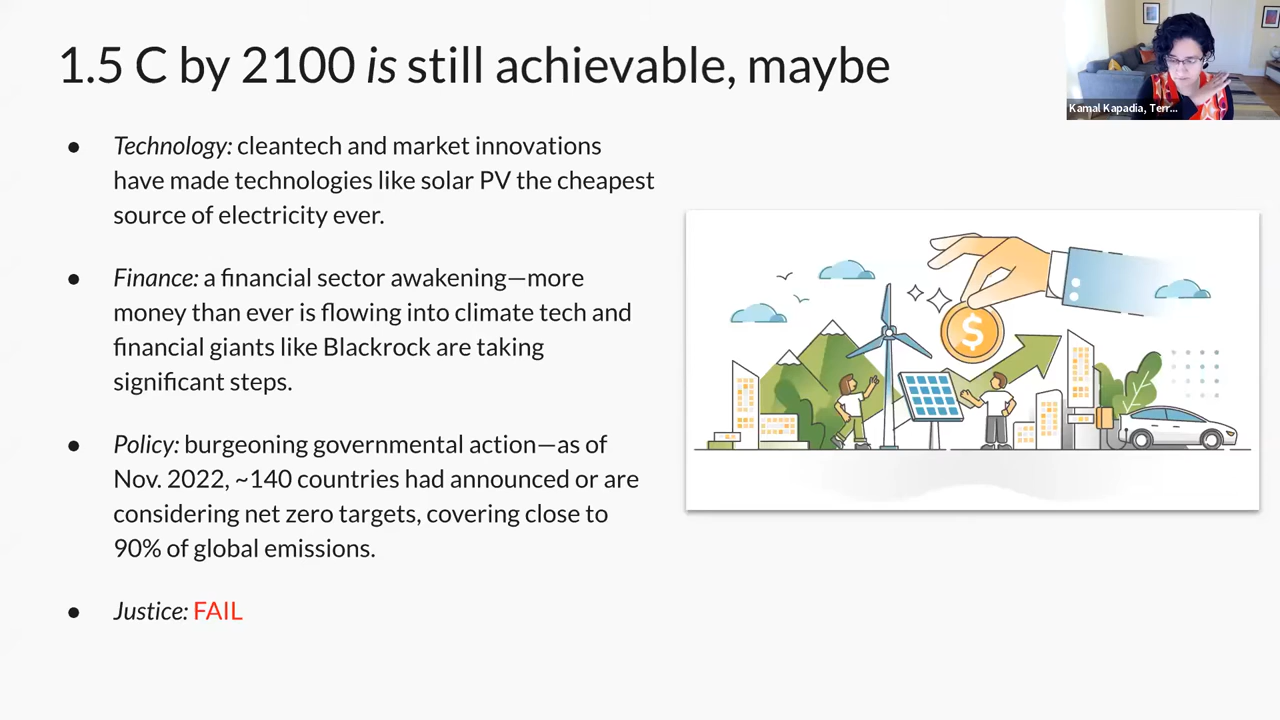 1.5 C by 2100 is still achievable, maybe
Kamal Kapadia, Terr...
● Technology: cleantech and market innovations
have made technologies like solar PV the cheapest
source of electricity ever.
● Finance: a financial sector awakening—more
money than ever is flowing into climate tech and
financial giants like Blackrock are taking
significant steps.
● Policy: burgeoning governmental action—as of
Nov. 2022, ~140 countries had announced or are
considering net zero targets, covering close to
90% of global emissions.
● Justice: FAIL
$